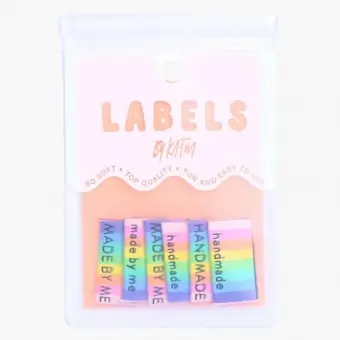 LABELS
BY KATM
SO SOFT • TOP QUALITY • FUN AND EASY TO USE
MADE BY ME
made by me
MADE BY ME
handmade
HANDMADE
handmade